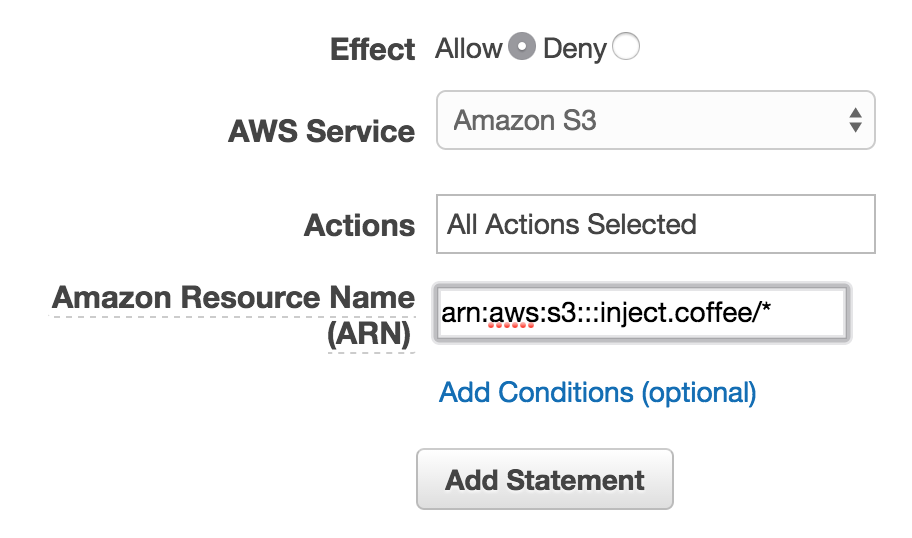 Effect Allow Deny
AWS Service Amazon S3
Actions All Actions Selected
Amazon Resource Name
(ARN) arn:aws:s3:::inject.coffee/*
Add Conditions (optional)
Add Statement